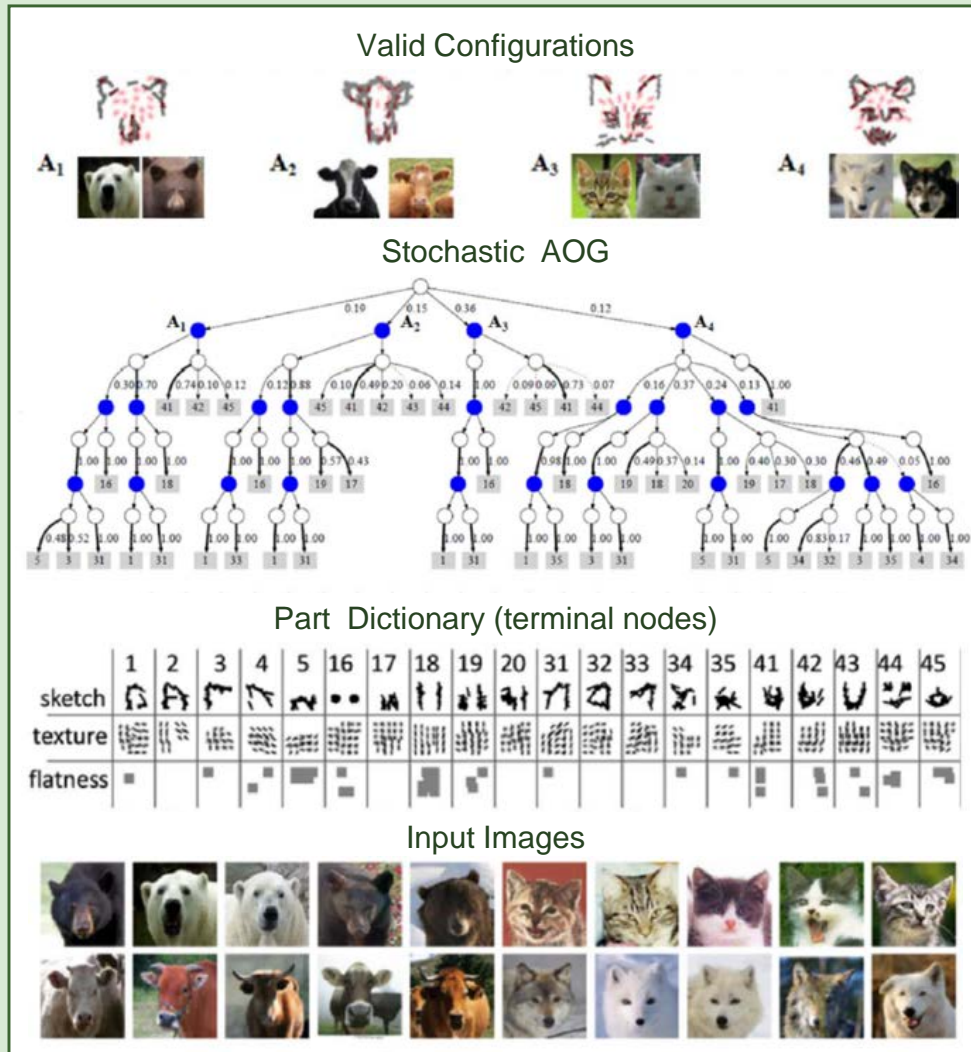 Valid Configurations
A1 A2 A3 A4
Stochastic AOG
0.10 0.15 0.36 0.12
A1 A2 A3 A4
0.30 0.70 0.74 0.10 0.12 0.12 0.88 0.10 0.49 0.20 0.06 0.14 1.00 0.09 0.09 0.73 0.07 0.16 0.37 0.24 0.13 1.00
41 42 45 45 41 42 43 44 42 45 41 44 41
1.00 1.00 1.00 1.00 1.00 1.00 1.00 0.57 0.43 1.00 1.00 0.98 1.00 1.00 0.49 0.37 0.14 1.00 0.40 0.30 0.30 0.46 0.49 0.05 1.00
16 18 16 19 17 16 18 19 18 20 19 17 18 16
0.48 0.52 1.00 1.00 1.00 1.00 1.00 1.00 1.00 1.00 1.00 1.00 1.00 1.00 1.00 1.00 1.00 1.00 0.83 0.17 1.00 1.00 1.00 1.00
5 3 31 1 31 1 33 1 31 1 31 1 35 3 31 5 31 5 34 32 3 35 4 34
Part Dictionary (terminal nodes)
1 2 3 4 5 16 17 18 19 20 31 32 33 34 35 41 42 43 44 45
sketch
texture
flatness
Input Images